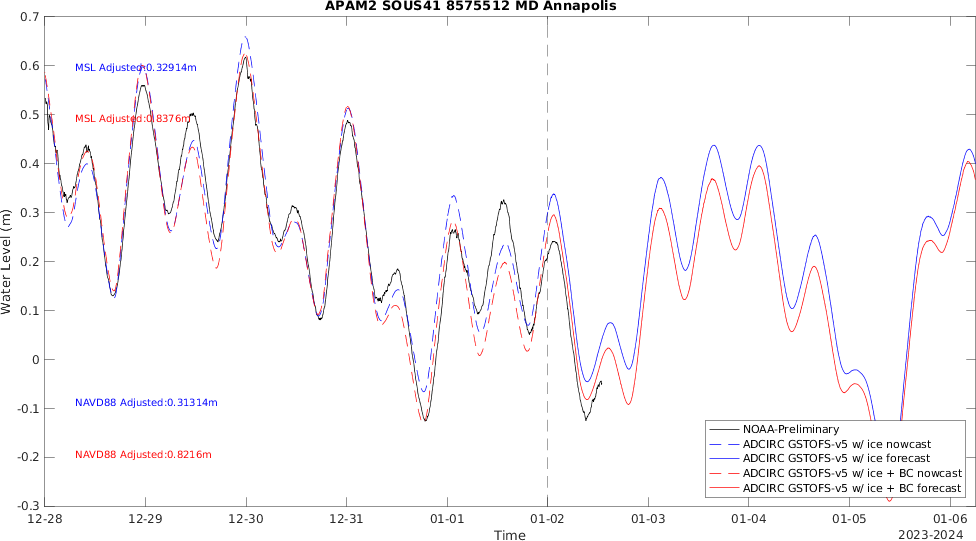 APAM2 SOUS41 8575512 MD Annapolis
0.7
0.6
0.5
0.4
0.3
0.2
0.1
0
-0.1
-0.2
-0.3
Water Level (m)
MSL Adjusted:0.32914m
MSL Adjusted:0.8376m
NAVD88 Adjusted:0.31314m
NAVD88 Adjusted:0.8216m
NOAA-Preliminary
ADCIRC GSTOFS-v5 w/ ice nowcast
ADCIRC GSTOFS-v5 w/ ice forecast
ADCIRC GSTOFS-v5 w/ ice + BC nowcast
ADCIRC GSTOFS-v5 w/ ice + BC forecast
12-28 12-29 12-30 12-31 01-01 01-02 01-03 01-04 01-05 01-06
Time
2023-2024